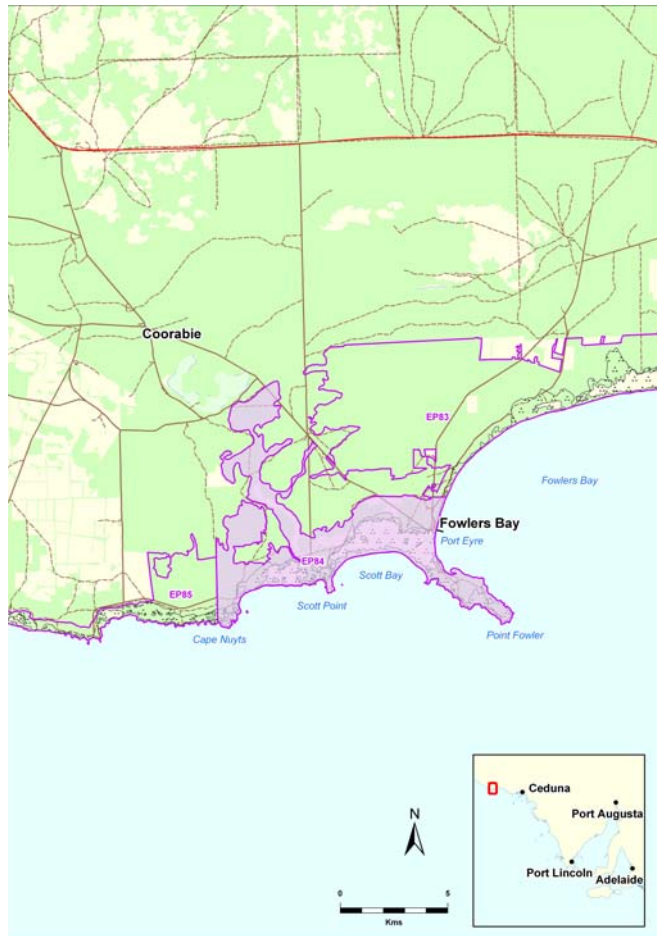 Coorabie
EP83
Fowlers Bay
Fowlers Bay
Port Eyre
EP84
Scott Bay
EP85
Scott Point
Cape Nuyts
Point Fowler
Ceduna
Port Augusta
N
Port Lincoln
Adelaide
0 5
Kms